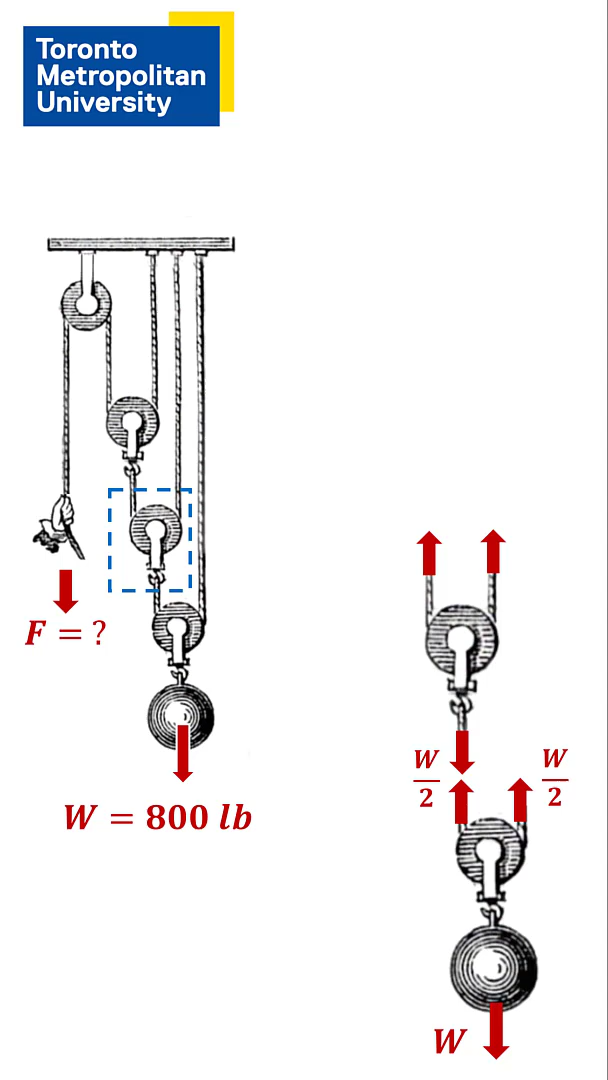 Toronto
Metropolitan
University
F = ?
W = 800 lb
W/2
W/2
W